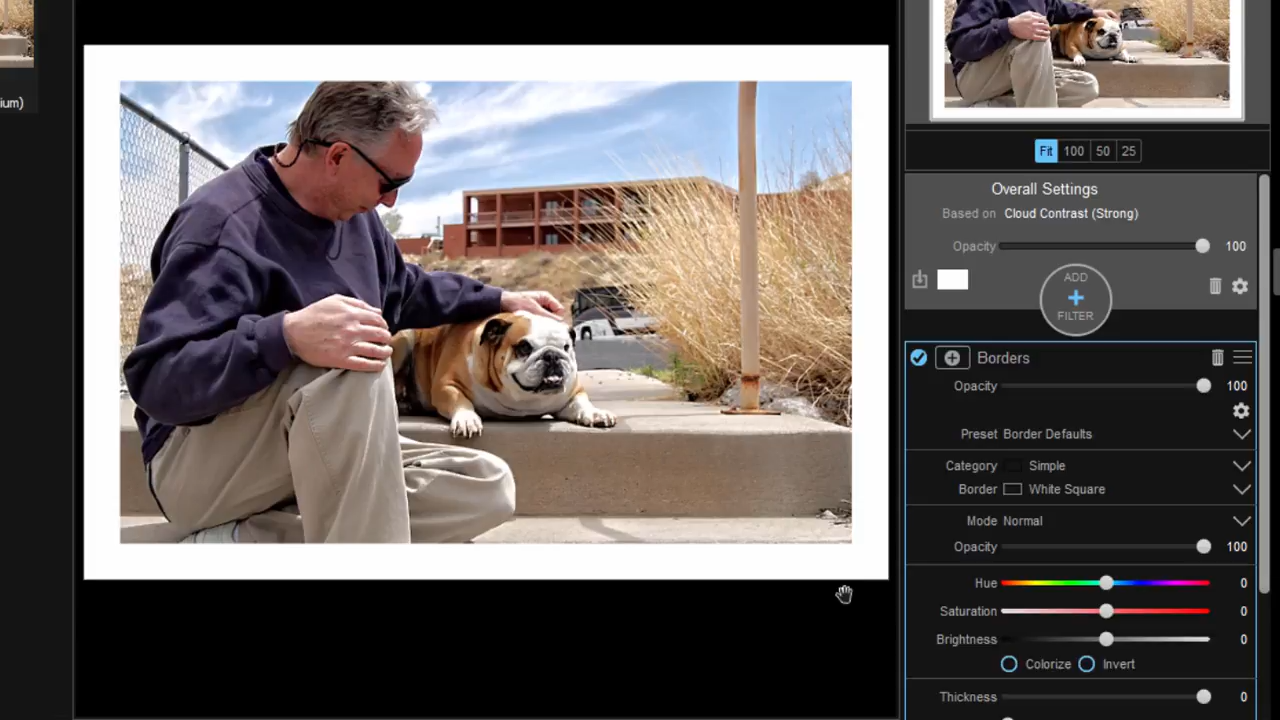 ium)
Fit 100 50 25
Overall Settings
Based on Cloud Contrast (Strong)
Opacity 100
ADD
FILTER
Borders
Opacity 100
Preset Border Defaults
Category Simple
Border White Square
Mode Normal
Opacity 100
Hue 0
Saturation 0
Brightness 0
Colorize Invert
Thickness 0